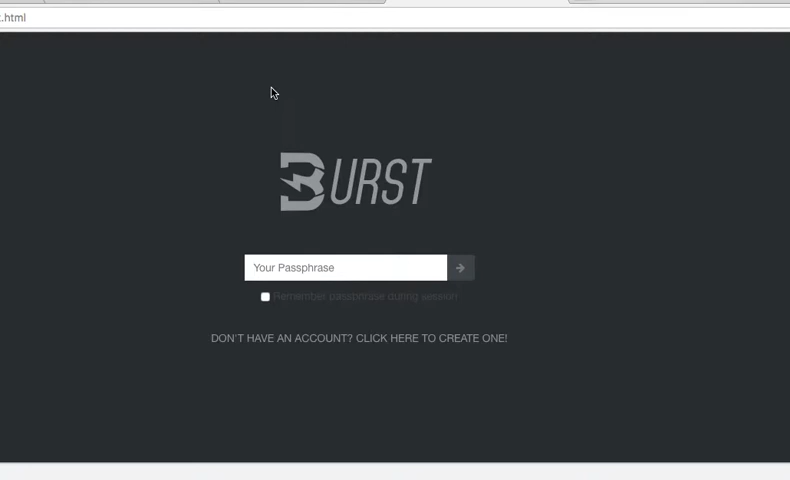 t.html
BURST
Your Passphrase
Remember passphrase during session
DON'T HAVE AN ACCOUNT? CLICK HERE TO CREATE ONE!